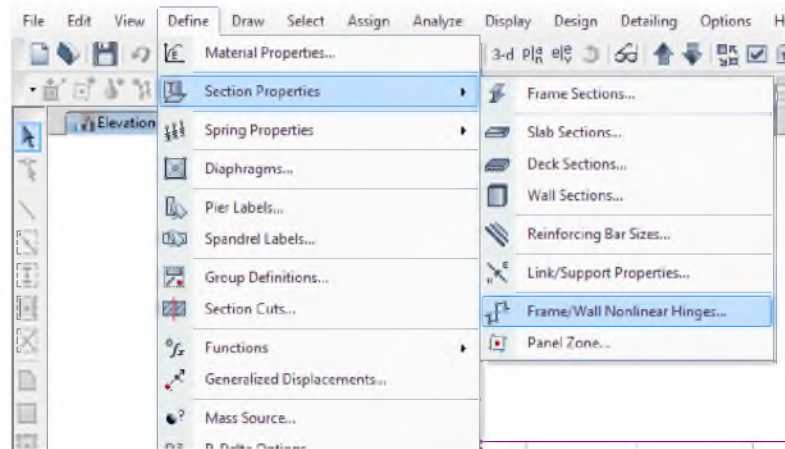 File Edit View Define Draw Select Assign Analyze Display Design Detailing Options H
Material Properties...
3-d
Section Properties
Frame Sections...
Elevation
Spring Properties
Slab Sections...
Diaphragms...
Deck Sections...
Pier Labels...
Wall Sections...
Spandrel Labels...
Reinforcing Bar Sizes...
Group Definitions...
Link/Support Properties...
Section Cuts...
Frame/Wall Nonlinear Hinges...
Functions
Panel Zone...
Generalized Displacements...
Mass Source...